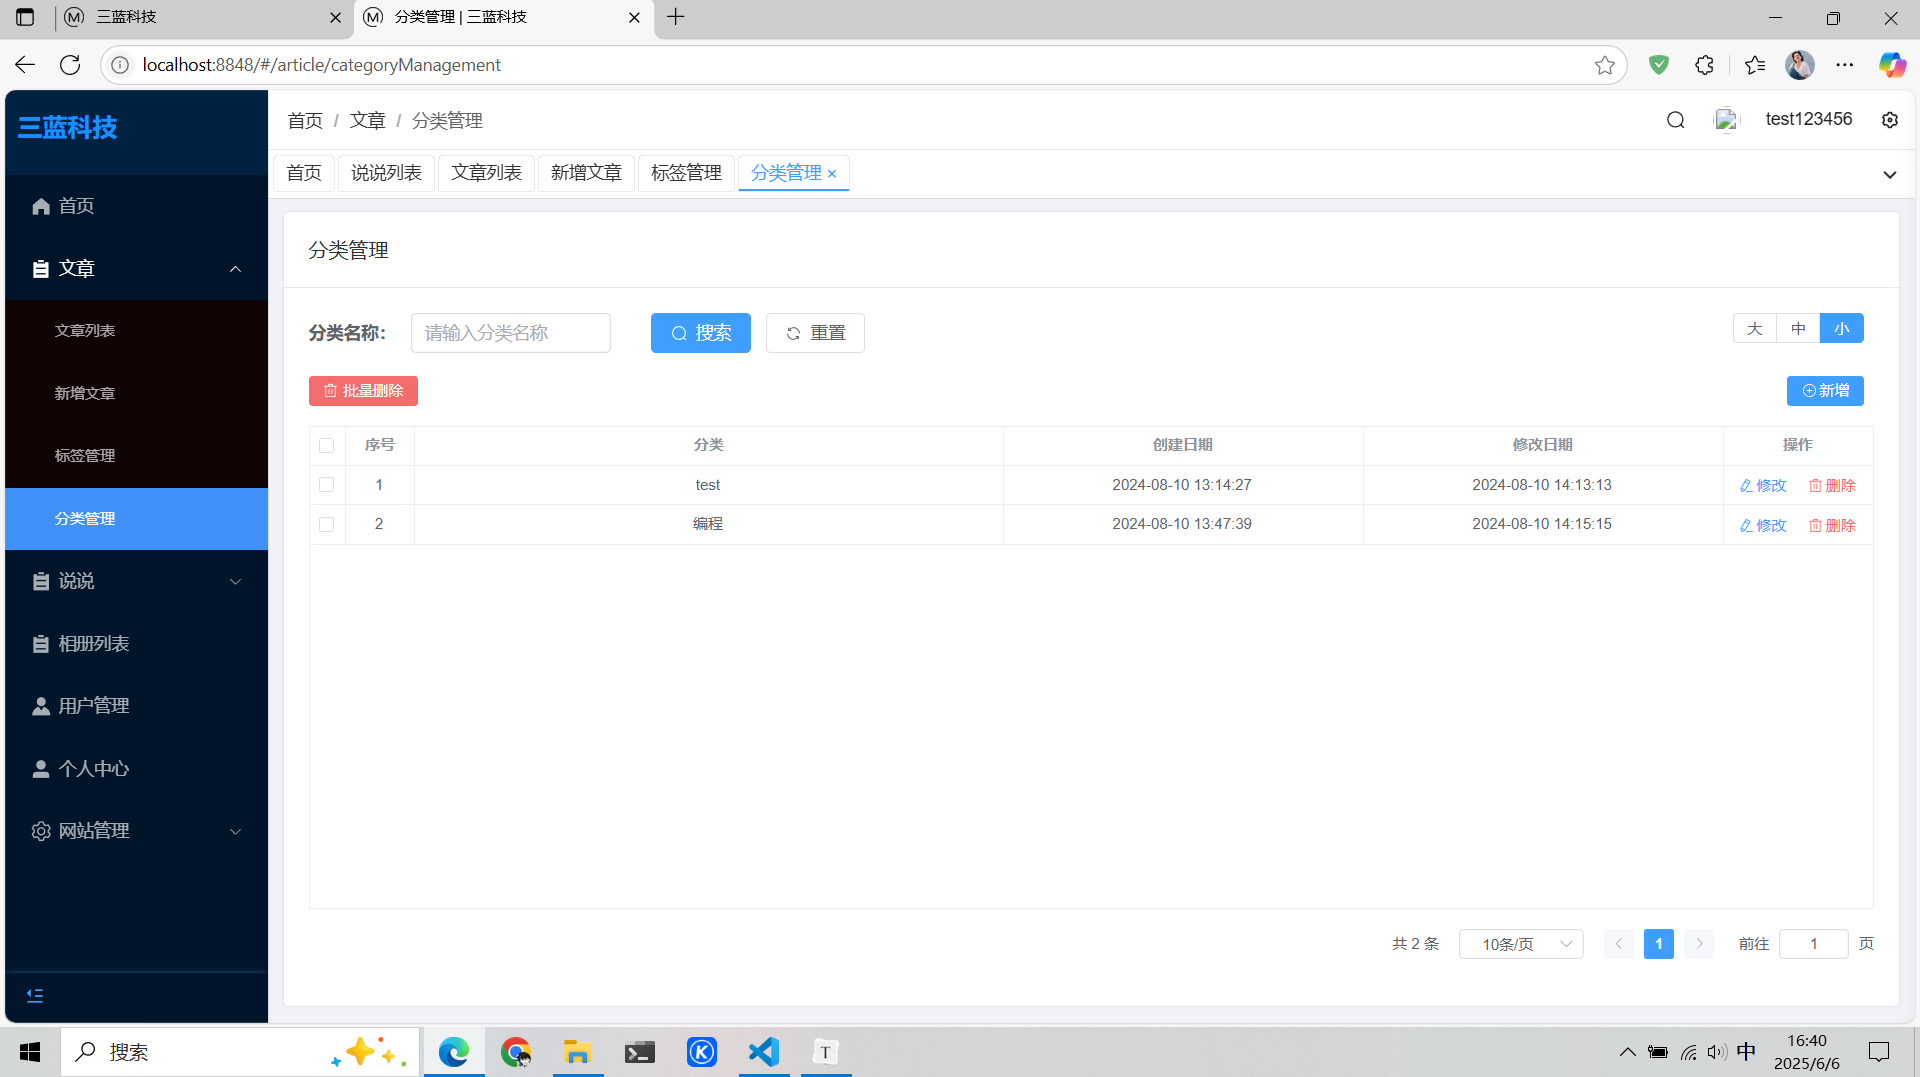 三蓝科技
分类管理 | 三蓝科技
localhost:8848/#/article/categoryManagement
三蓝科技
首页 / 文章 / 分类管理
test123456
首页
说说列表
文章列表
新增文章
标签管理
分类管理 ×
首页
文章
文章列表
新增文章
标签管理
分类管理
说说
相册列表
用户管理
个人中心
网站管理
分类管理
分类名称：
请输入分类名称
搜索
重置
大 中 小
批量删除
新增
序号 分类 创建日期 修改日期 操作
1 test 2024-08-10 13:14:27 2024-08-10 14:13:13 修改 删除
2 编程 2024-08-10 13:47:39 2024-08-10 14:15:15 修改 删除
共 2 条 10条/页 1 前往 1 页
搜索
中
16:40
2025/6/6